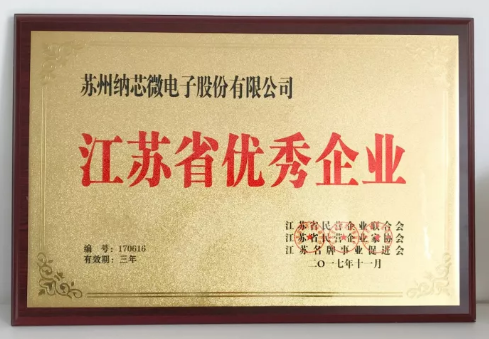 苏州纳芯微电子股份有限公司
江苏省优秀企业
编 号：170616
有效期：三年
江苏省民营企业联合会
江苏省民营企业家协会
江苏名牌事业促进会
二〇一七年十一月